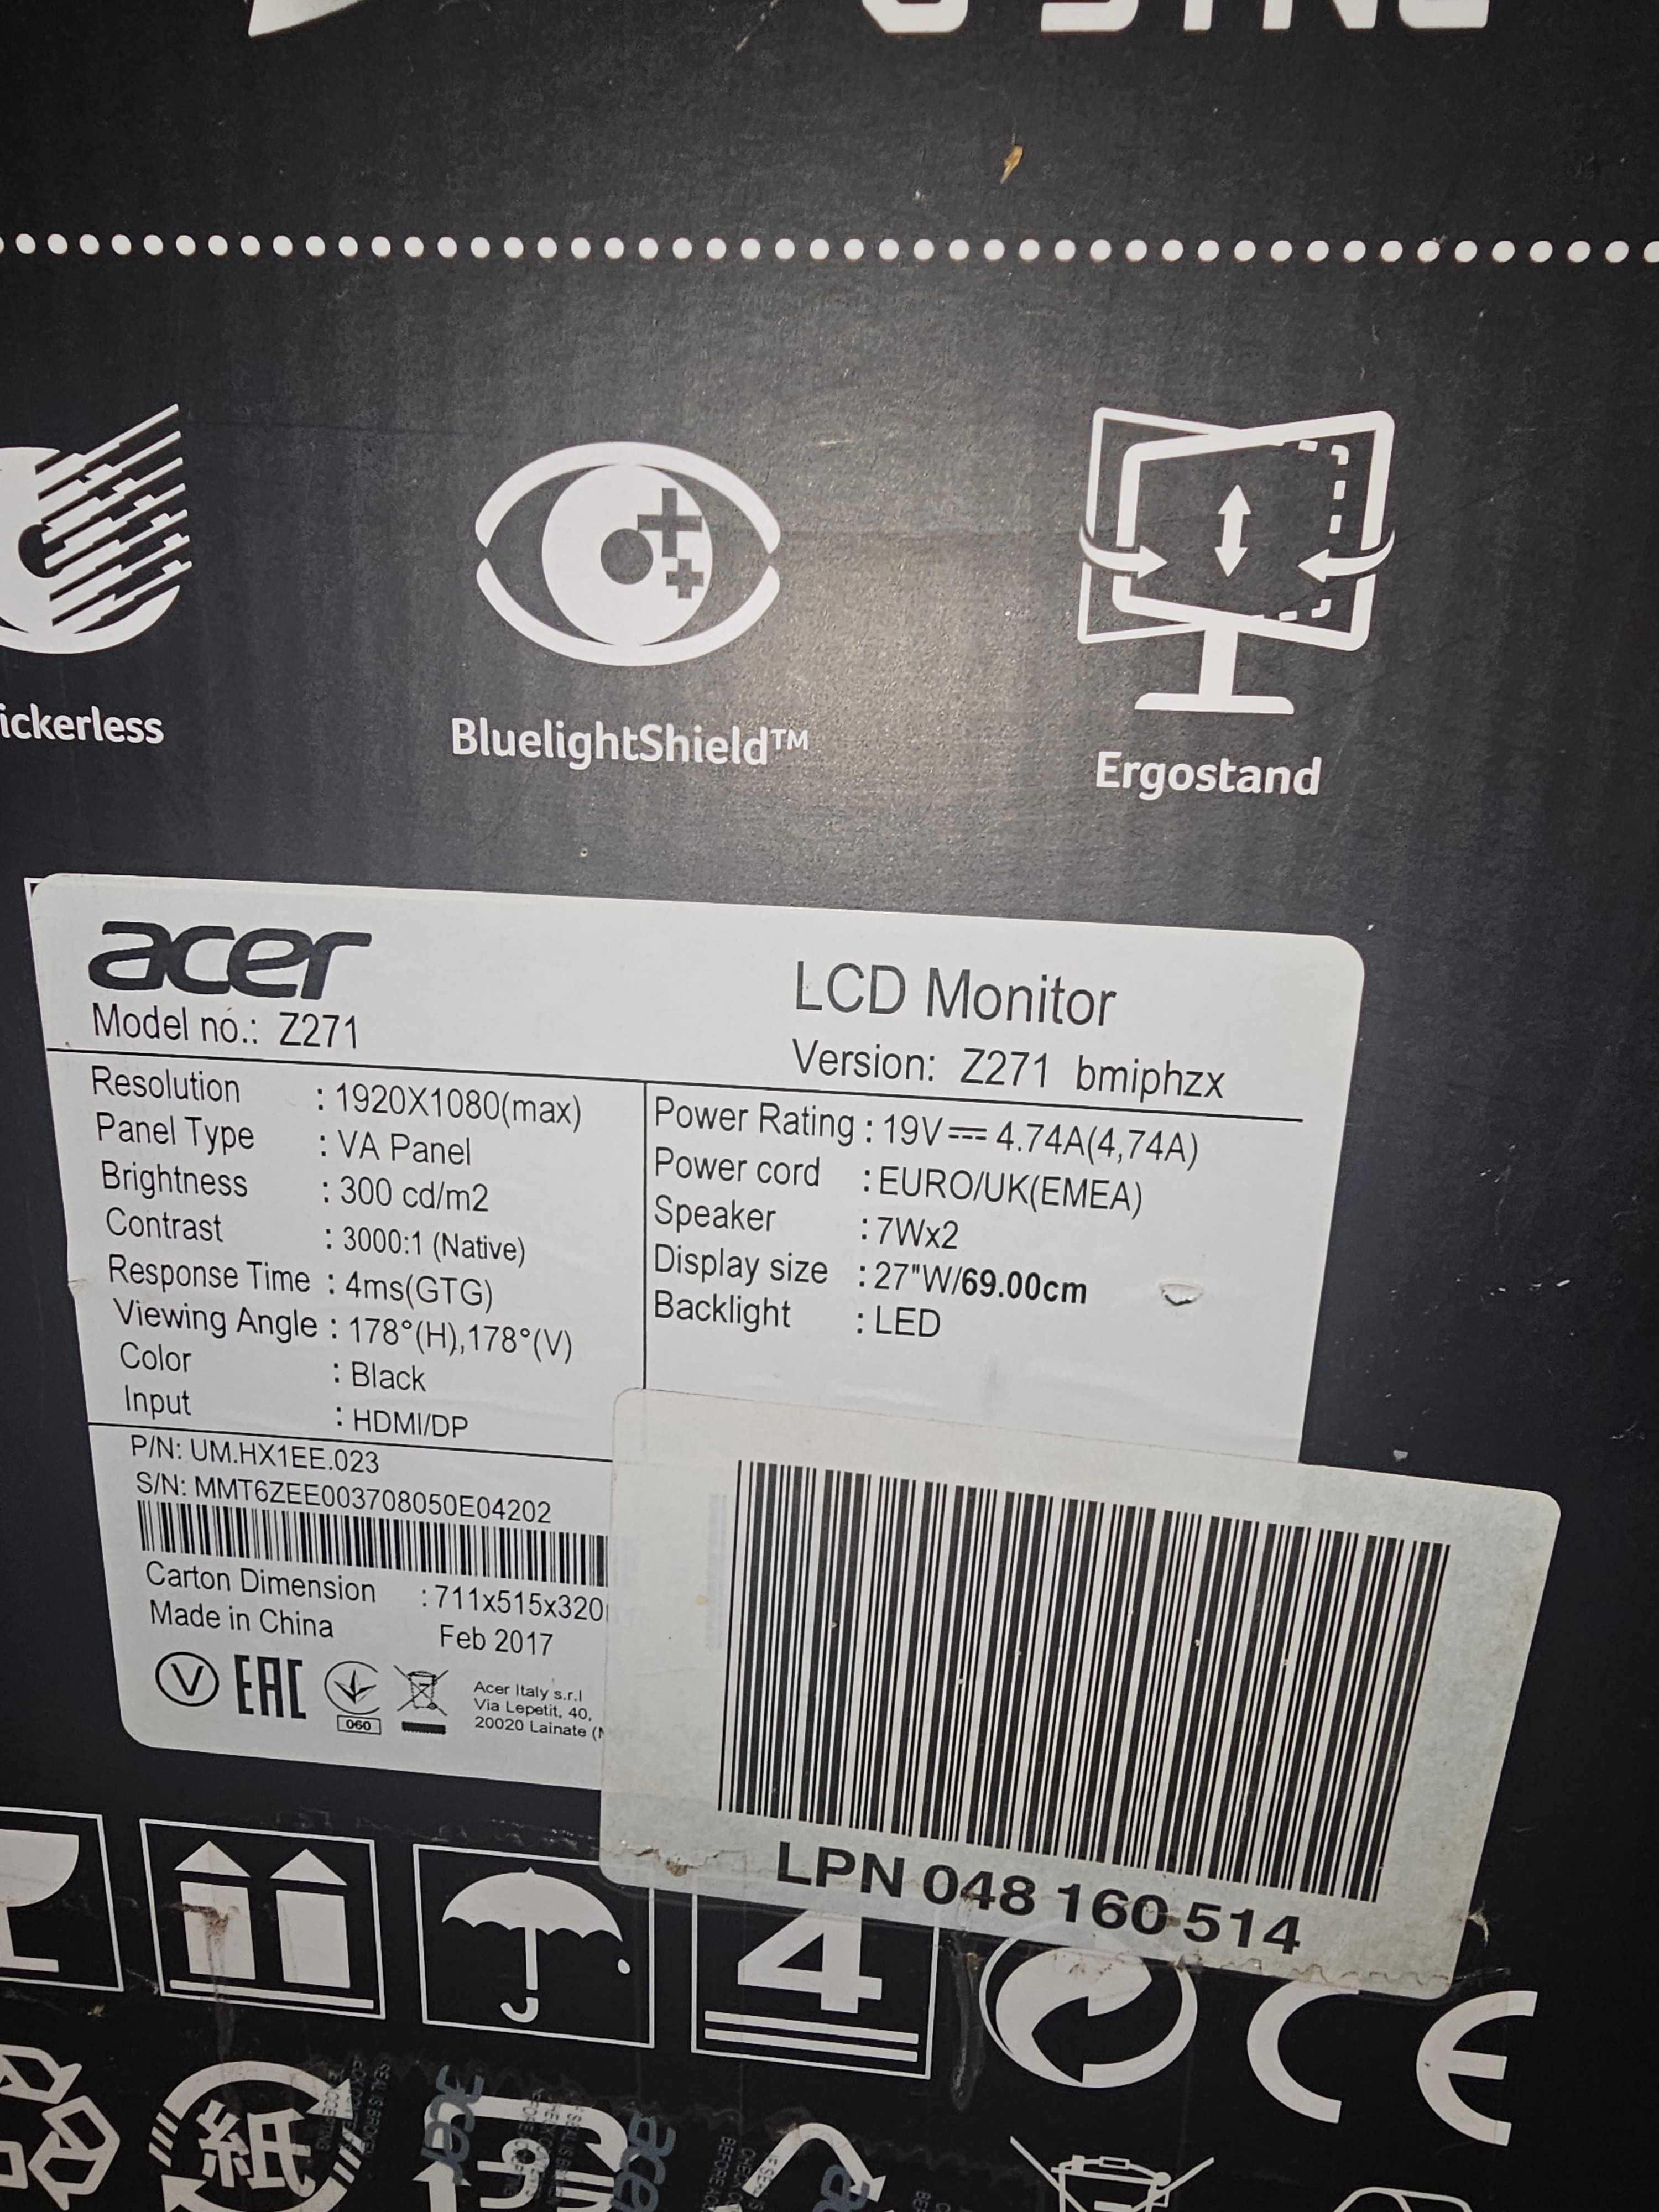 G-SYNC
ickerless
BluelightShield™
Ergostand
acer
LCD Monitor
Model no.: Z271
Version: Z271 bmiphzx
Resolution : 1920X1080(max)
Panel Type : VA Panel
Brightness : 300 cd/m2
Contrast : 3000:1 (Native)
Response Time : 4ms(GTG)
Viewing Angle : 178°(H),178°(V)
Color : Black
Input : HDMI/DP
Power Rating : 19V⎓4.74A(4,74A)
Power cord : EURO/UK(EMEA)
Speaker : 7Wx2
Display size : 27"W/69.00cm
Backlight : LED
P/N: UM.HX1EE.023
S/N: MMT6ZEE003708050E04202
Carton Dimension : 711x515x320
Made in China Feb 2017
V EAC
060
Acer Italy s.r.l
Via Lepetit, 40,
20020 Lainate (
LPN 048 160 514
4
CE
紙
acer
acer